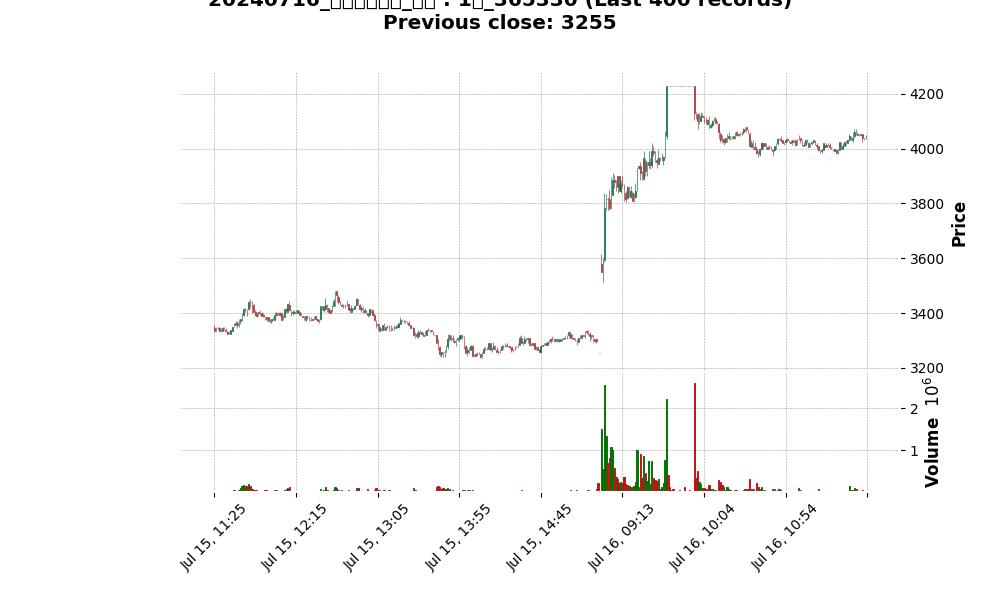 20240716_ _ : 1 _365330 (Last 400 records)
Previous close: 3255
4200
4000
3800
3600
3400
3200
Price
2
1
Volume 10^6
Jul 15, 11:25
Jul 15, 12:15
Jul 15, 13:05
Jul 15, 13:55
Jul 15, 14:45
Jul 16, 09:13
Jul 16, 10:04
Jul 16, 10:54